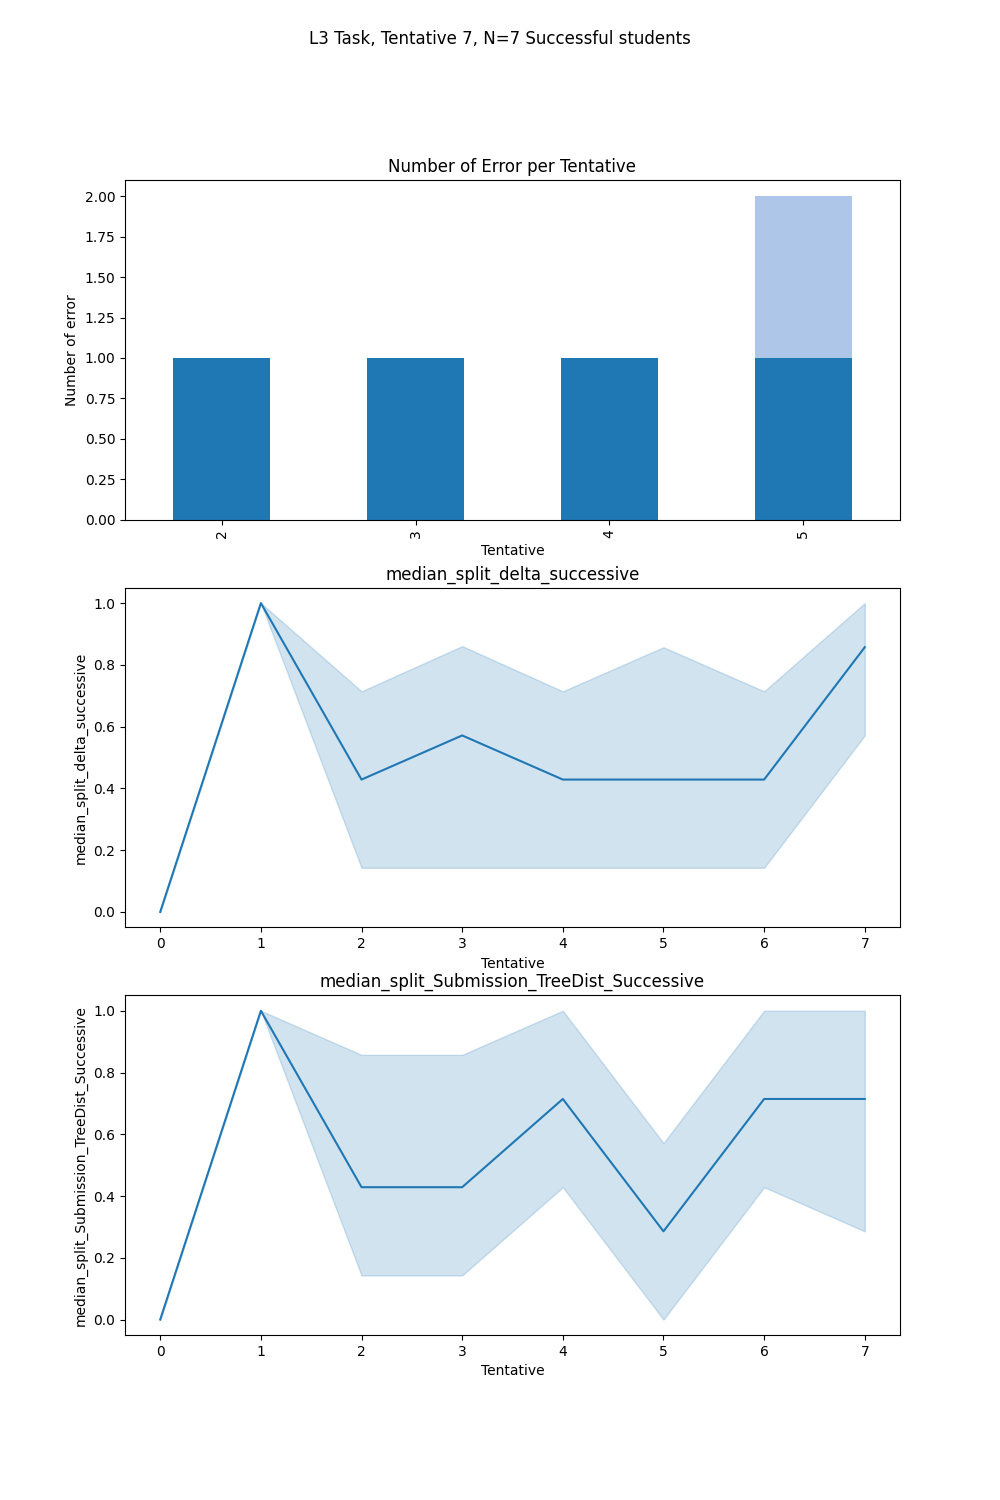 L3 Task, Tentative 7, N=7 Successful students
Number of Error per Tentative
Number of error
2.00
1.75
1.50
1.25
1.00
0.75
0.50
0.25
0.00
2 3 4 5
Tentative
median_split_delta_successive
median_split_delta_successive
1.0
0.8
0.6
0.4
0.2
0.0
0 1 2 3 4 5 6 7
Tentative
median_split_Submission_TreeDist_Successive
median_split_Submission_TreeDist_Successive
1.0
0.8
0.6
0.4
0.2
0.0
0 1 2 3 4 5 6 7
Tentative